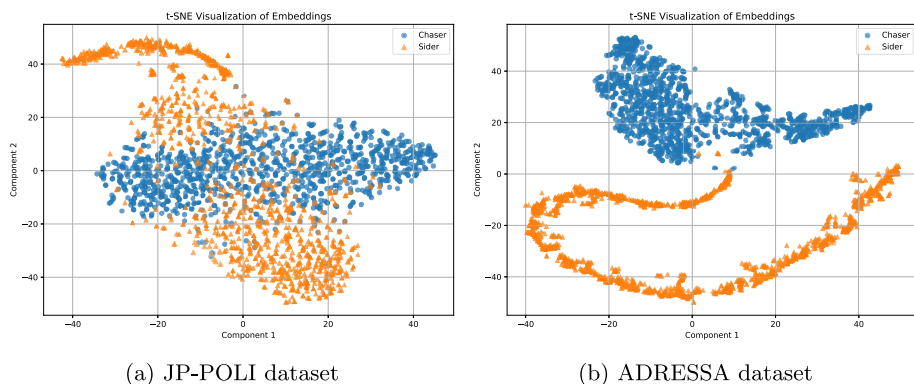 t-SNE Visualization of Embeddings
Chaser
Sider
40
20
0
−20
−40
Component 2
−40
−20
0
20
40
Component 1
(a) JP-POLI dataset
t-SNE Visualization of Embeddings
Chaser
Sider
40
20
0
−20
−40
Component 2
−40
−20
0
20
40
Component 1
(b) ADRESSA dataset